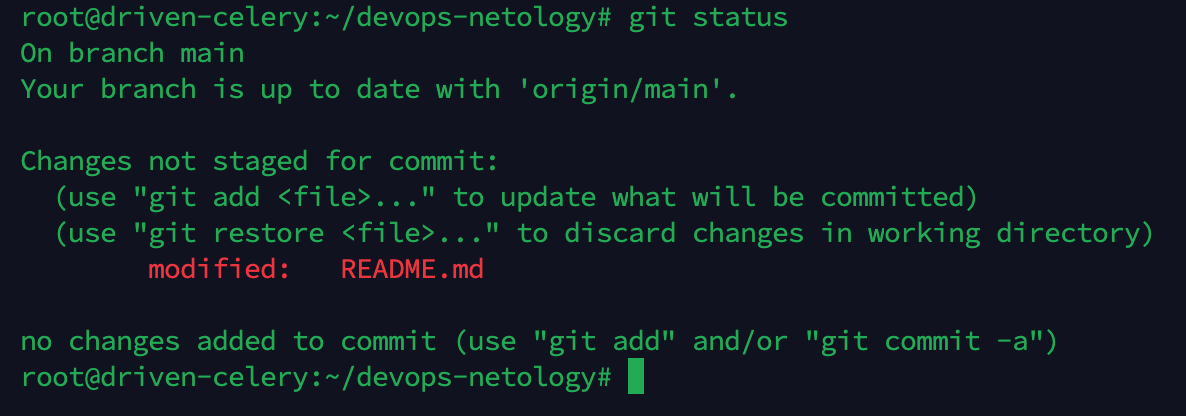 root@driven-celery:~/devops-netology# git status
On branch main
Your branch is up to date with 'origin/main'.
Changes not staged for commit:
  (use "git add <file>..." to update what will be committed)
  (use "git restore <file>..." to discard changes in working directory)
        modified:   README.md
no changes added to commit (use "git add" and/or "git commit -a")
root@driven-celery:~/devops-netology#